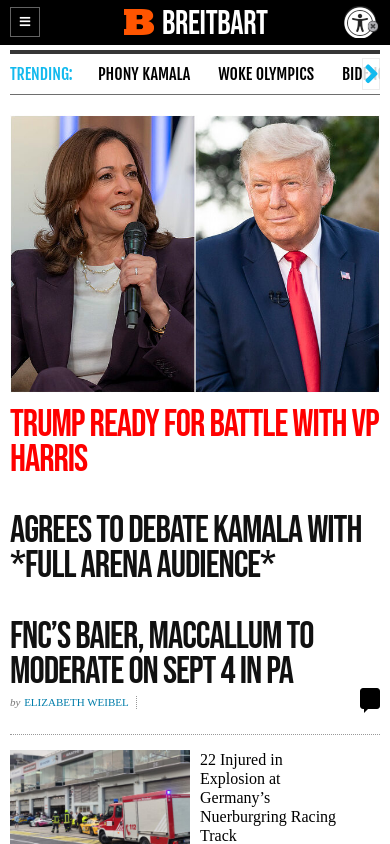 BREITBART
TRENDING:
PHONY KAMALA
WOKE OLYMPICS
BID
TRUMP READY FOR BATTLE WITH VP
HARRIS
AGREES TO DEBATE KAMALA WITH
*FULL ARENA AUDIENCE*
FNC’S BAIER, MACCALLUM TO
MODERATE ON SEPT 4 IN PA
by ELIZABETH WEIBEL
22 Injured in
Explosion at
Germany’s
Nuerburgring Racing
Track